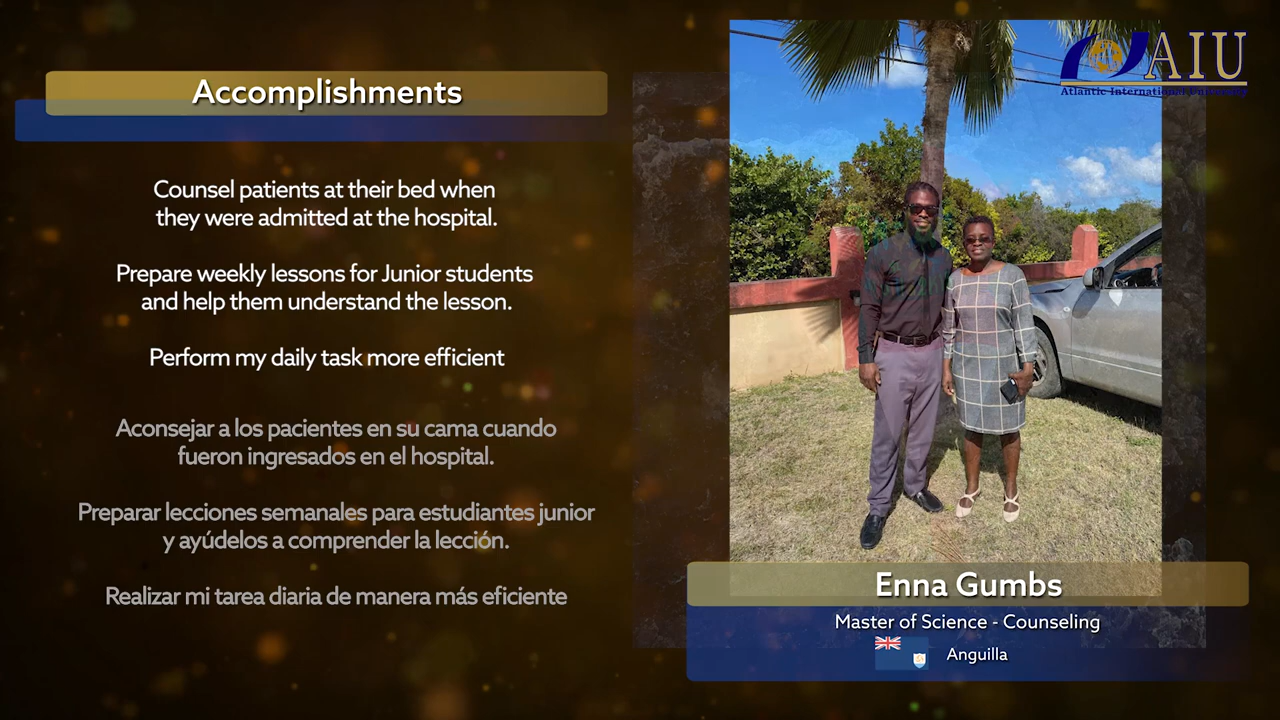 Accomplishments
Counsel patients at their bed when
they were admitted at the hospital.
Prepare weekly lessons for Junior students
and help them understand the lesson.
Perform my daily task more efficient
Aconsejar a los pacientes en su cama cuando
fueron ingresados en el hospital.
Preparar lecciones semanales para estudiantes junior
y ayúdelos a comprender la lección.
Realizar mi tarea diaria de manera más eficiente
AIU
Atlantic International University
Enna Gumbs
Master of Science - Counseling
Anguilla